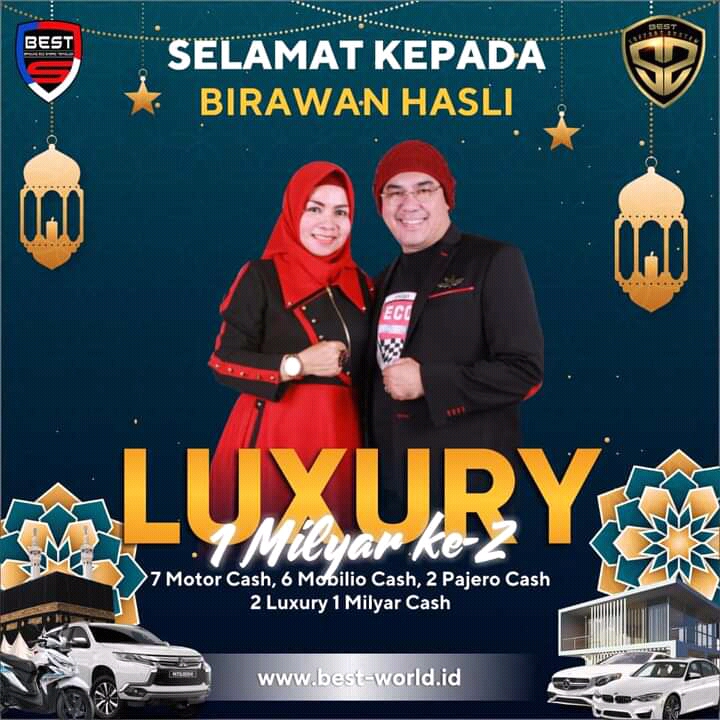 BEST
BEST
SELAMAT KEPADA
BIRAWAN HASLI
ECO
LUXURY
1 Milyar ke-2
7 Motor Cash, 6 Mobilio Cash, 2 Pajero Cash
2 Luxury 1 Milyar Cash
www.best-world.id